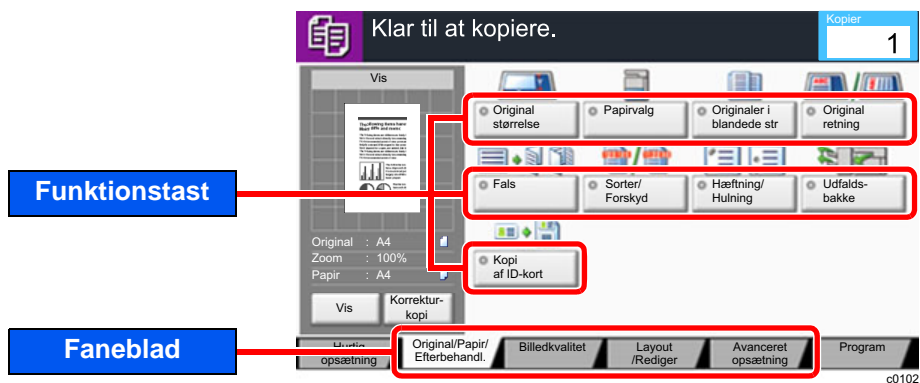 Klar til at kopiere.
Kopier
1
Vis
Original størrelse
Papirvalg
Originaler i blandede str
Original retning
Funktionstast
Fals
Sorter/ Forskyd
Hæftning/ Hulning
Udfalds- bakke
Original : A4
Zoom : 100%
Papir : A4
Kopi af ID-kort
Vis
Korrektur- kopi
Faneblad
Hurtig opsætning
Original/Papir/ Efterbehandl.
Billedkvalitet
Layout /Rediger
Avanceret opsætning
Program
c0102